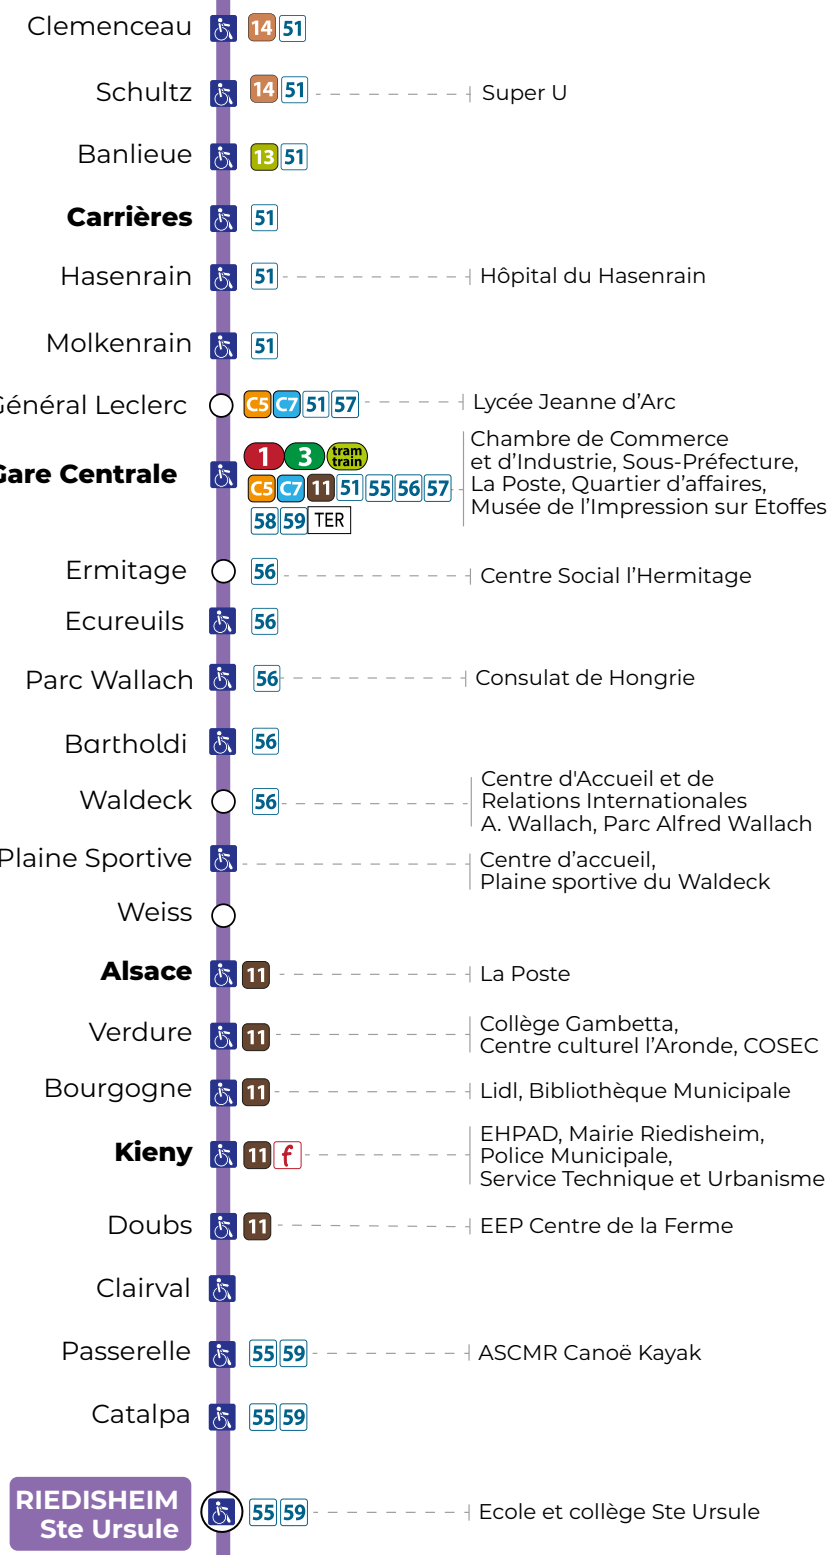 Clemenceau 14 51
Schultz 14 51 Super U
Banlieue 13 51
Carrières 51
Hasenrain 51 Hôpital du Hasenrain
Molkenrain 51
Général Leclerc C5 C7 51 57 Lycée Jeanne d'Arc
Gare Centrale
1 3 tram train
C5 C7 11 51 55 56 57
58 59 TER
Chambre de Commerce
et d'Industrie, Sous-Préfecture,
La Poste, Quartier d'affaires,
Musée de l'Impression sur Etoffes
Ermitage 56 Centre Social l'Hermitage
Ecureuils 56
Parc Wallach 56 Consulat de Hongrie
Bartholdi 56
Waldeck 56
Centre d'Accueil et de
Relations Internationales
A. Wallach, Parc Alfred Wallach
Plaine Sportive
Centre d'accueil,
Plaine sportive du Waldeck
Weiss
Alsace 11 La Poste
Verdure 11
Collège Gambetta,
Centre culturel l'Aronde, COSEC
Bourgogne 11 Lidl, Bibliothèque Municipale
Kieny 11 f
EHPAD, Mairie Riedisheim,
Police Municipale,
Service Technique et Urbanisme
Doubs 11 EEP Centre de la Ferme
Clairval
Passerelle 55 59 ASCMR Canoë Kayak
Catalpa 55 59
RIEDISHEIM
Ste Ursule
55 59 Ecole et collège Ste Ursule